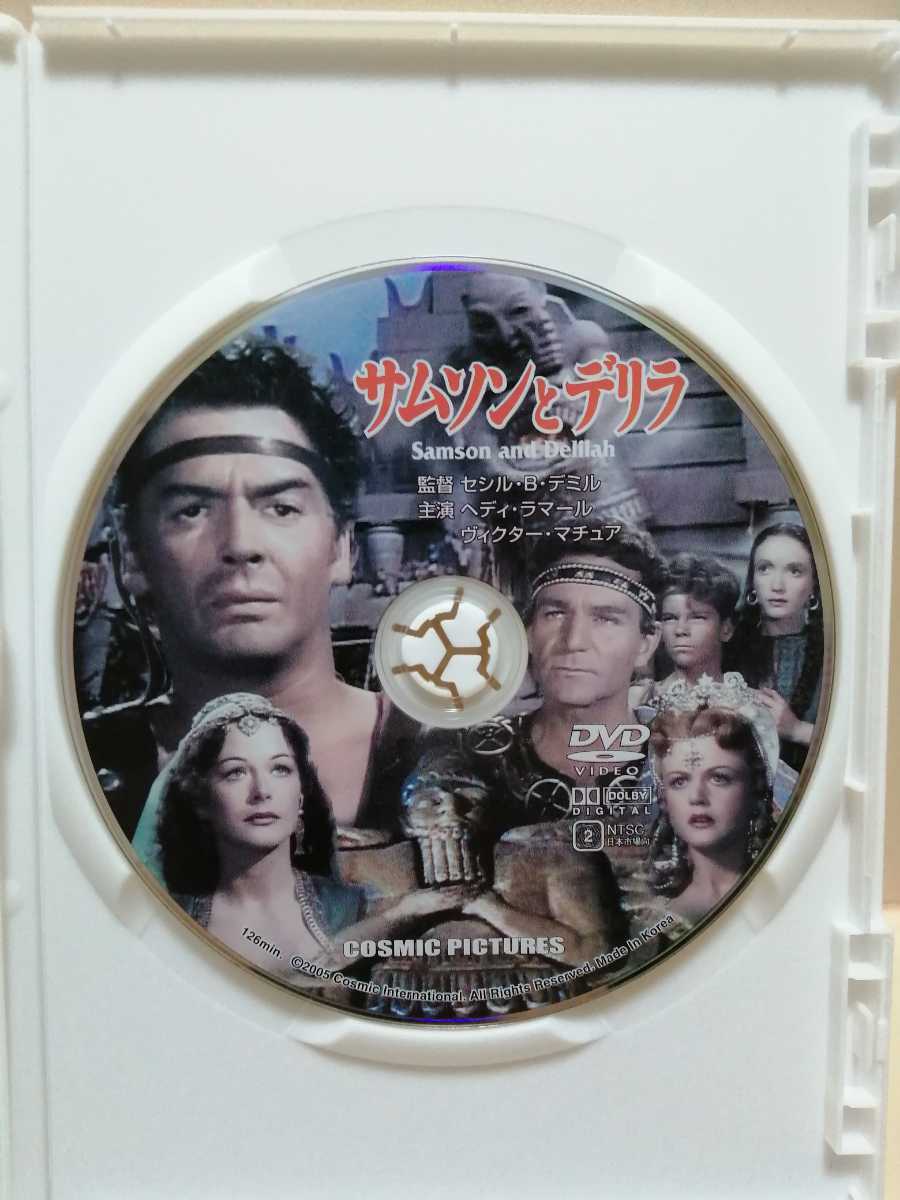 サムソンとデリラ
Samson and Delilah
監督 セシル・B・デミル
主演 ヘディ・ラマール
ヴィクター・マチュア
DVD
VIDEO
DOLBY
DIGITAL
2
NTSC
日本市場向
COSMIC PICTURES
126min. ©2005 Cosmic International. All Rights Reserved. Made In Korea